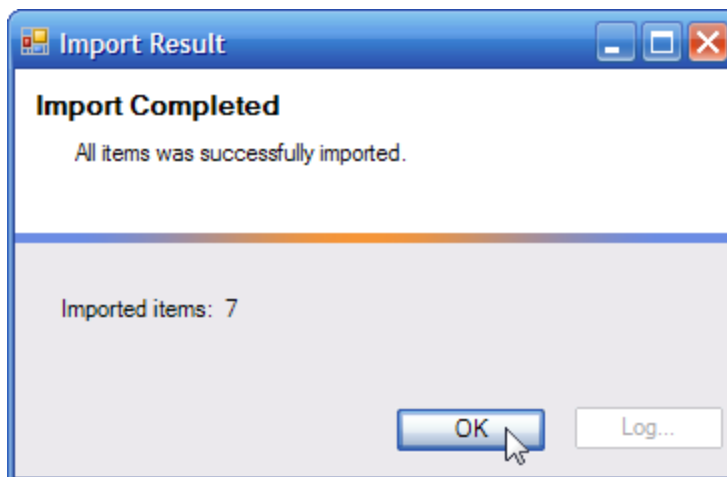 Import Result
Import Completed
All items was successfully imported.
Imported items: 7
OK
Log...